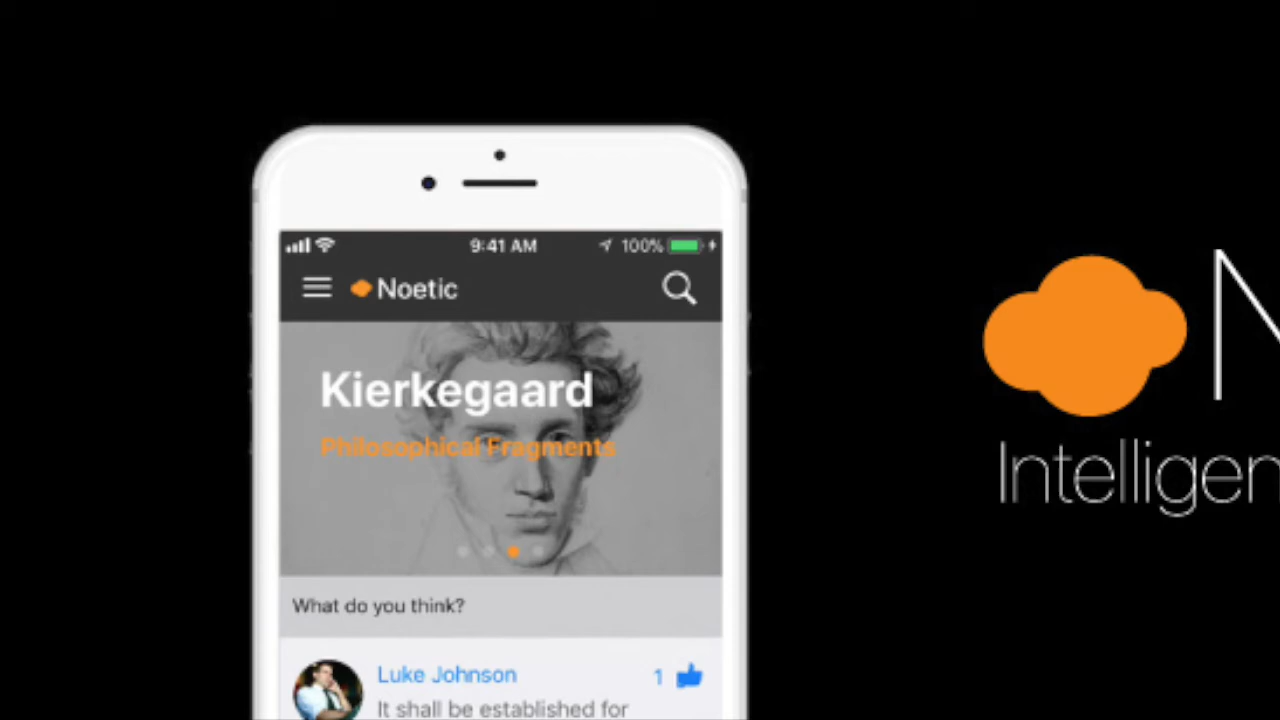 9:41 AM 100%
Noetic
Kierkegaard
Philosophical Fragments
What do you think?
Luke Johnson 1
It shall be established for
N
Intelligen